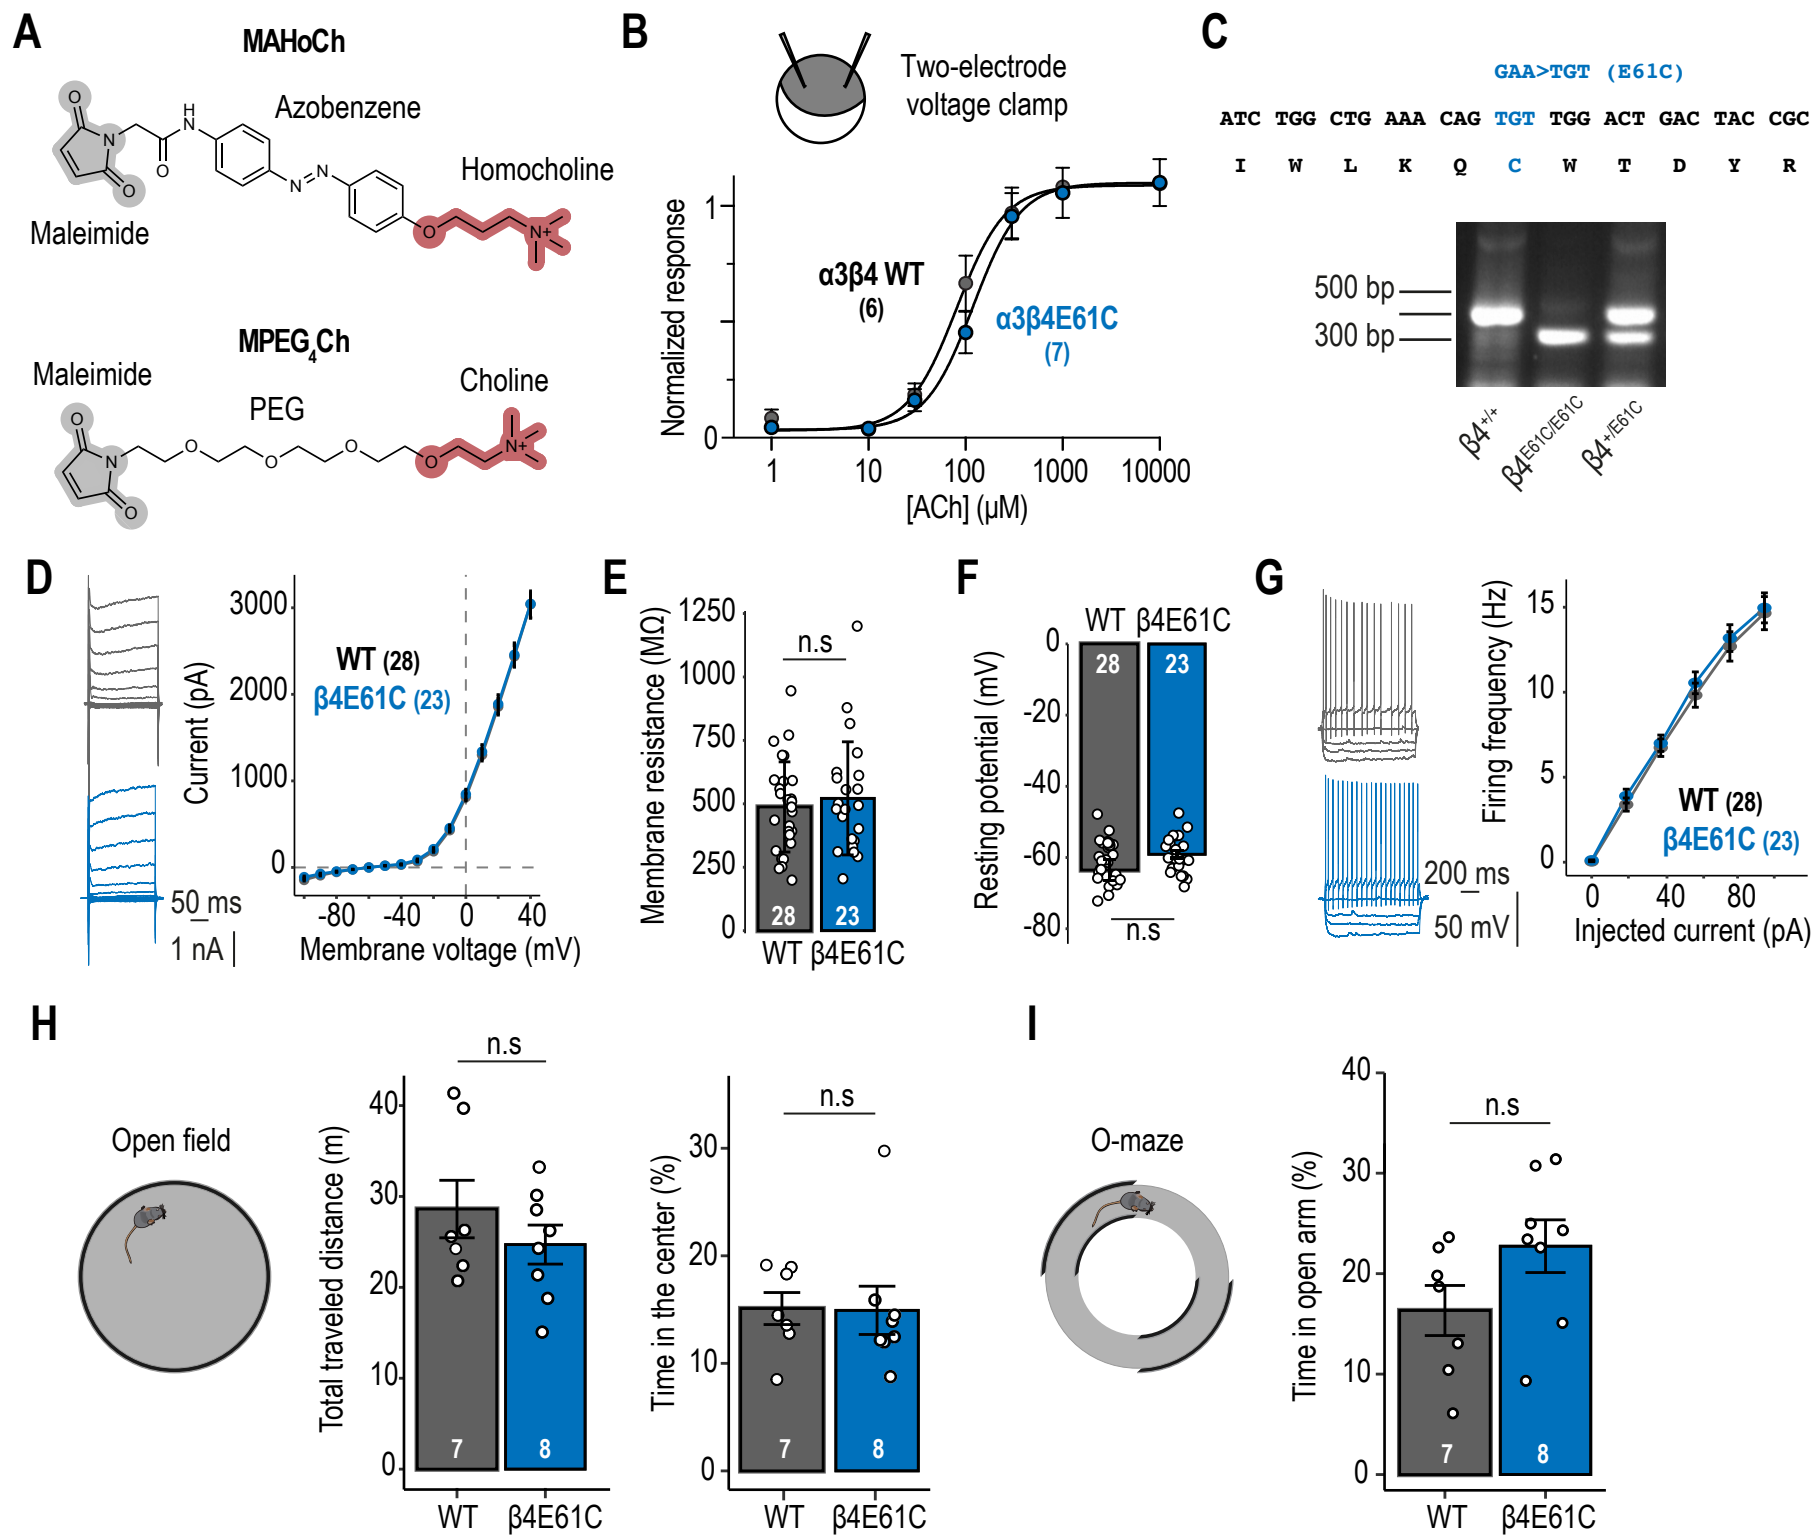 A
MAHoCh
Azobenzene
Homocholine
Maleimide
O
N
O
O
H
N
N
N
O
N+
MPEG4Ch
Maleimide
PEG
Choline
O
N
O
O
O
O
O
N+
B
Two-electrode
voltage clamp
Normalized response
1
0
α3β4 WT
(6)
α3β4E61C
(7)
1 10 100 1000 10000
[ACh] (µM)
C
GAA>TGT (E61C)
ATC TGG CTG AAA CAG TGT TGG ACT GAC TAC CGC
I W L K Q C W T D Y R
500 bp
300 bp
β4+/+
β4E61C/E61C
β4+/E61C
D
50 ms
1 nA
Current (pA)
3000
2000
1000
0
WT (28)
β4E61C (23)
-80 -40 0 40
Membrane voltage (mV)
E
Membrane resistance (MΩ)
1250
1000
750
500
250
0
n.s
28 23
WT β4E61C
F
WT β4E61C
Resting potential (mV)
0
-20
-40
-60
-80
28 23
n.s
G
200 ms
50 mV
Firing frequency (Hz)
15
10
5
0
WT (28)
β4E61C (23)
0 40 80
Injected current (pA)
H
Open field
Total traveled distance (m)
40
30
20
10
0
n.s
7 8
WT β4E61C
Time in the center (%)
30
20
10
0
n.s
7 8
WT β4E61C
I
O-maze
Time in open arm (%)
40
30
20
10
0
n.s
7 8
WT β4E61C